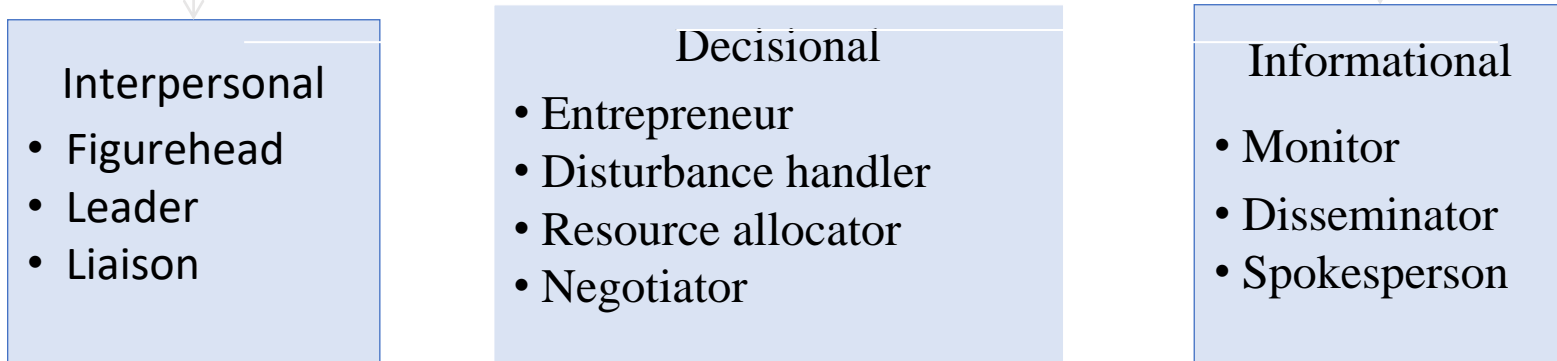 Interpersonal
• Figurehead
• Leader
• Liaison
Decisional
• Entrepreneur
• Disturbance handler
• Resource allocator
• Negotiator
Informational
• Monitor
• Disseminator
• Spokesperson